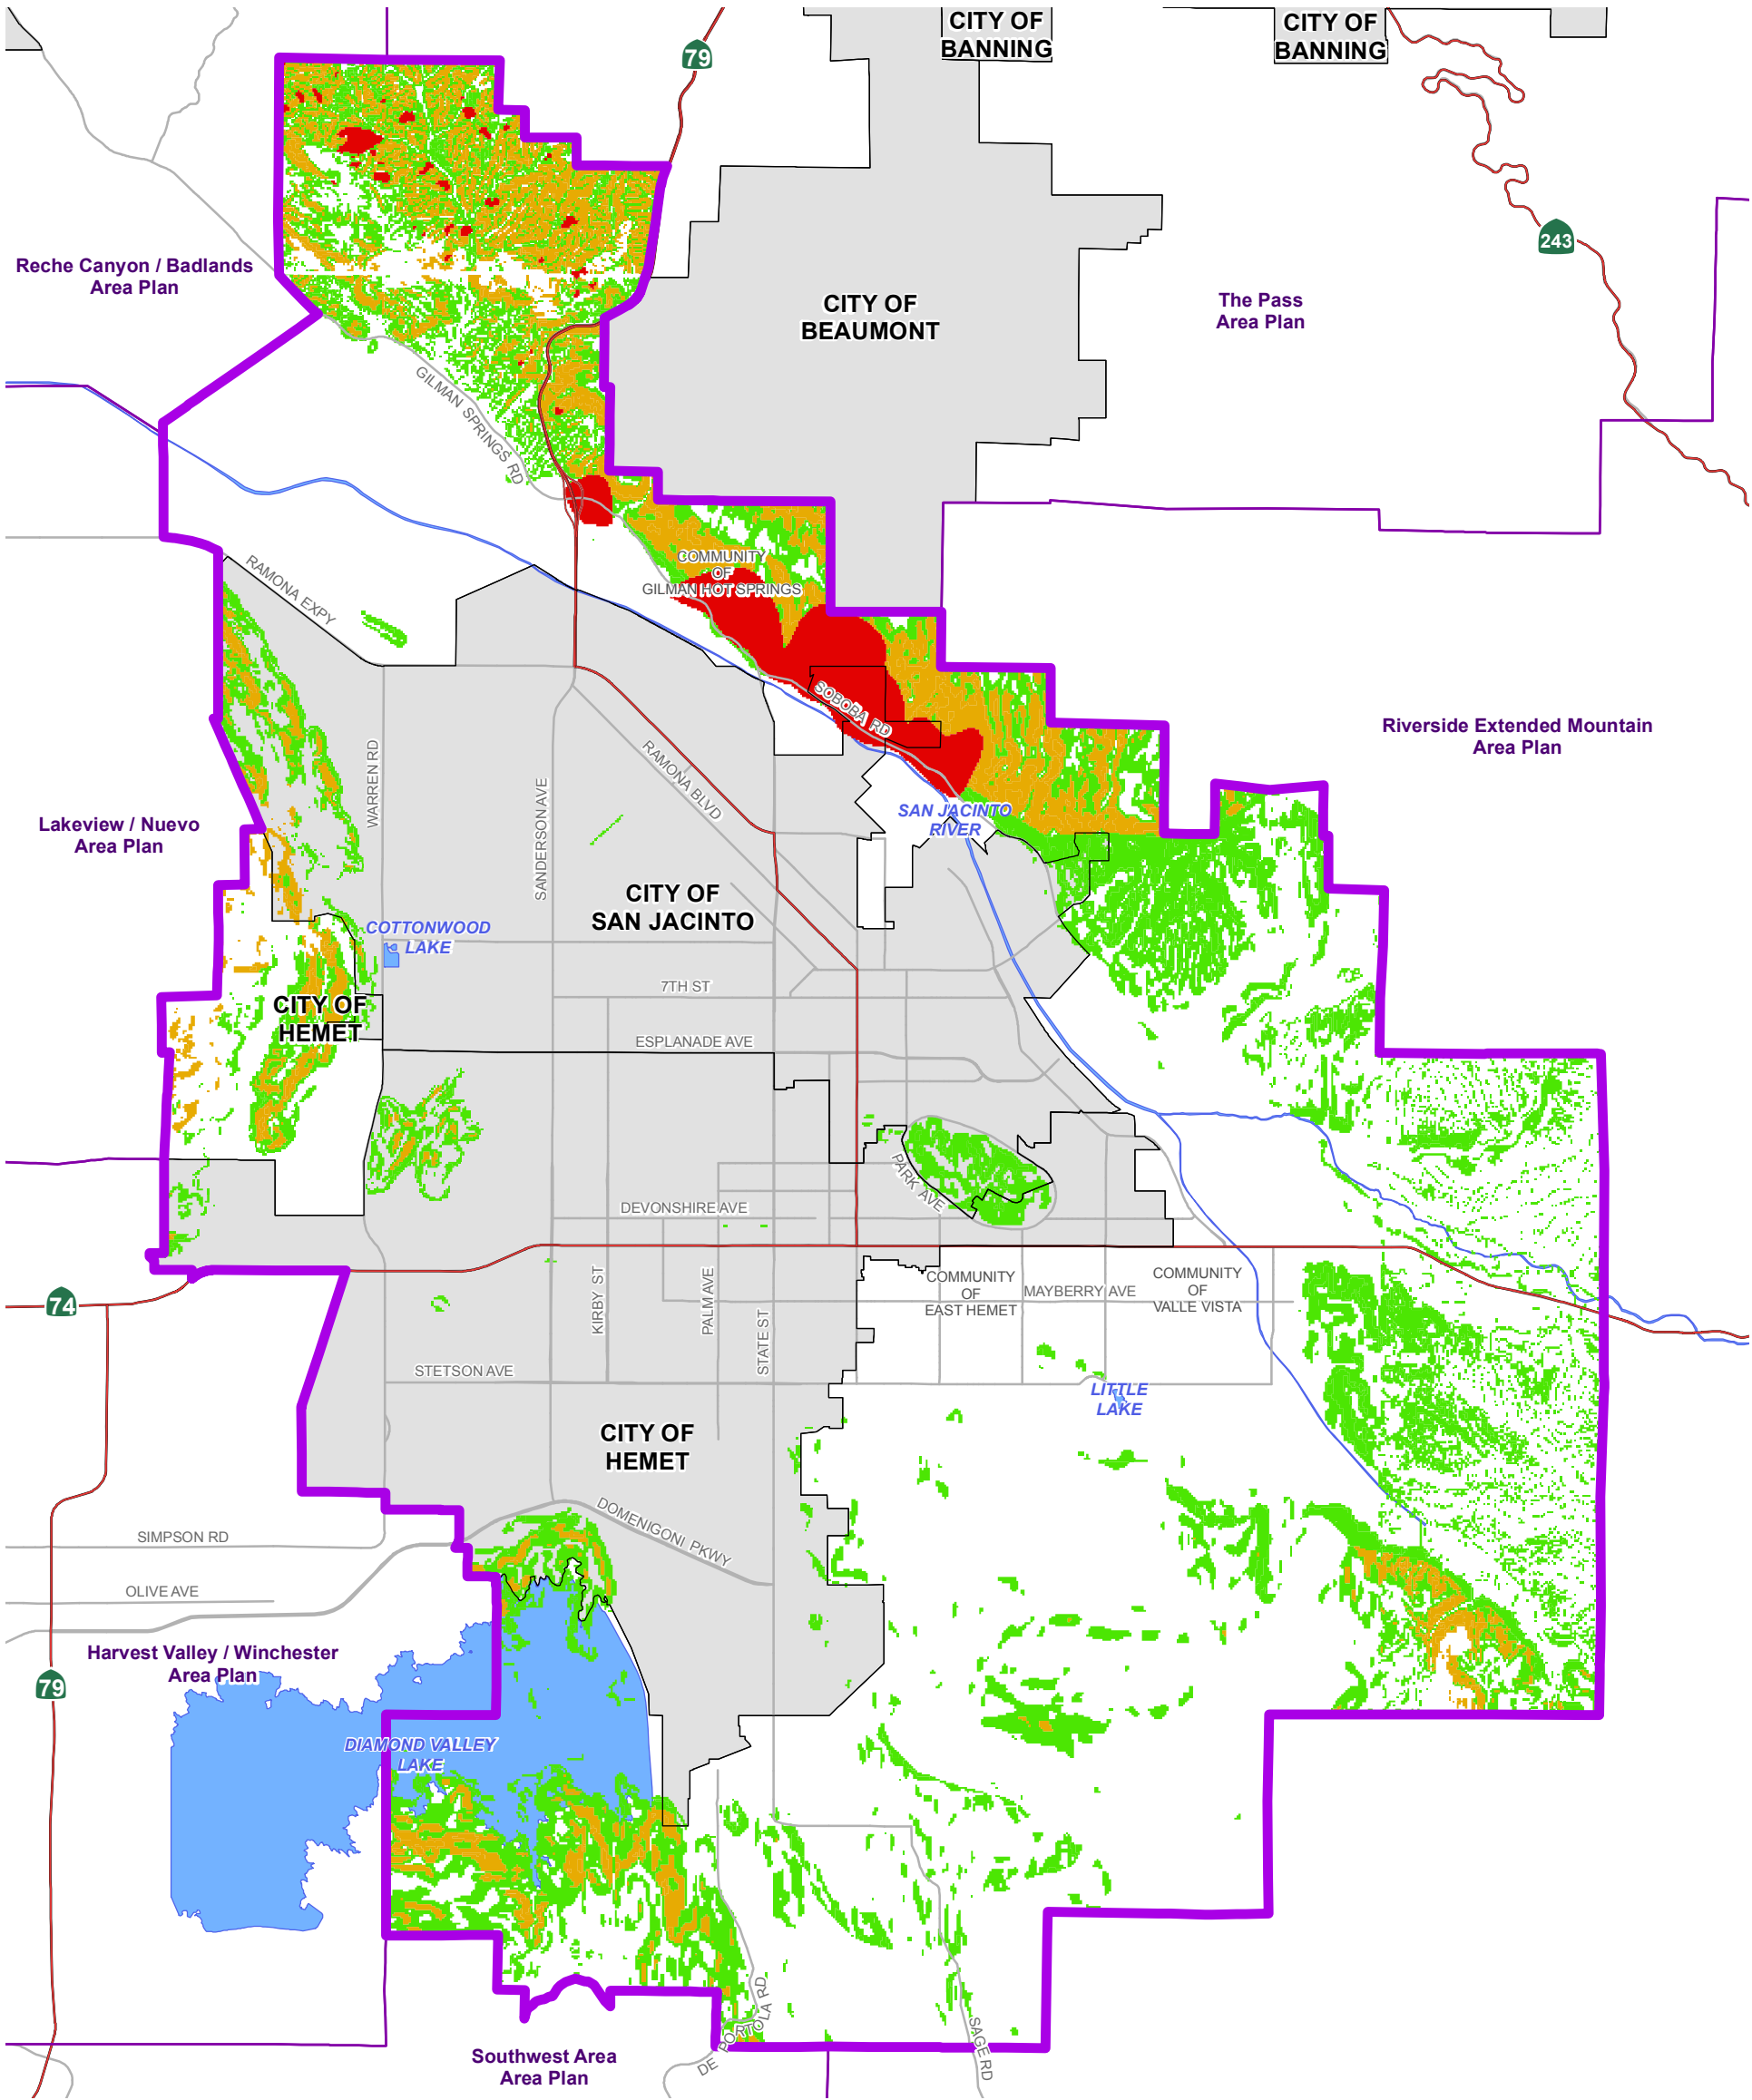 CITY OF
BANNING
CITY OF
BANNING
79
243
Reche Canyon / Badlands
Area Plan
CITY OF
BEAUMONT
The Pass
Area Plan
GILMAN SPRINGS RD
COMMUNITY
OF
GILMAN HOT SPRINGS
RAMONA EXPY
SOBOBA RD
Riverside Extended Mountain
Area Plan
WARREN RD
SANDERSON AVE
RAMONA BLVD
SAN JACINTO
RIVER
Lakeview / Nuevo
Area Plan
CITY OF
SAN JACINTO
COTTONWOOD
LAKE
7TH ST
CITY OF
HEMET
ESPLANADE AVE
PARK AVE
DEVONSHIRE AVE
74
KIRBY ST
PALM AVE
STATE ST
COMMUNITY
OF
EAST HEMET
MAYBERRY AVE
COMMUNITY
OF
VALLE VISTA
STETSON AVE
LITTLE
LAKE
CITY OF
HEMET
DOMENIGONI PKWY
SIMPSON RD
OLIVE AVE
Harvest Valley / Winchester
Area Plan
79
DIAMOND VALLEY
LAKE
DE PORTOLA RD
SAGE RD
Southwest Area
Area Plan